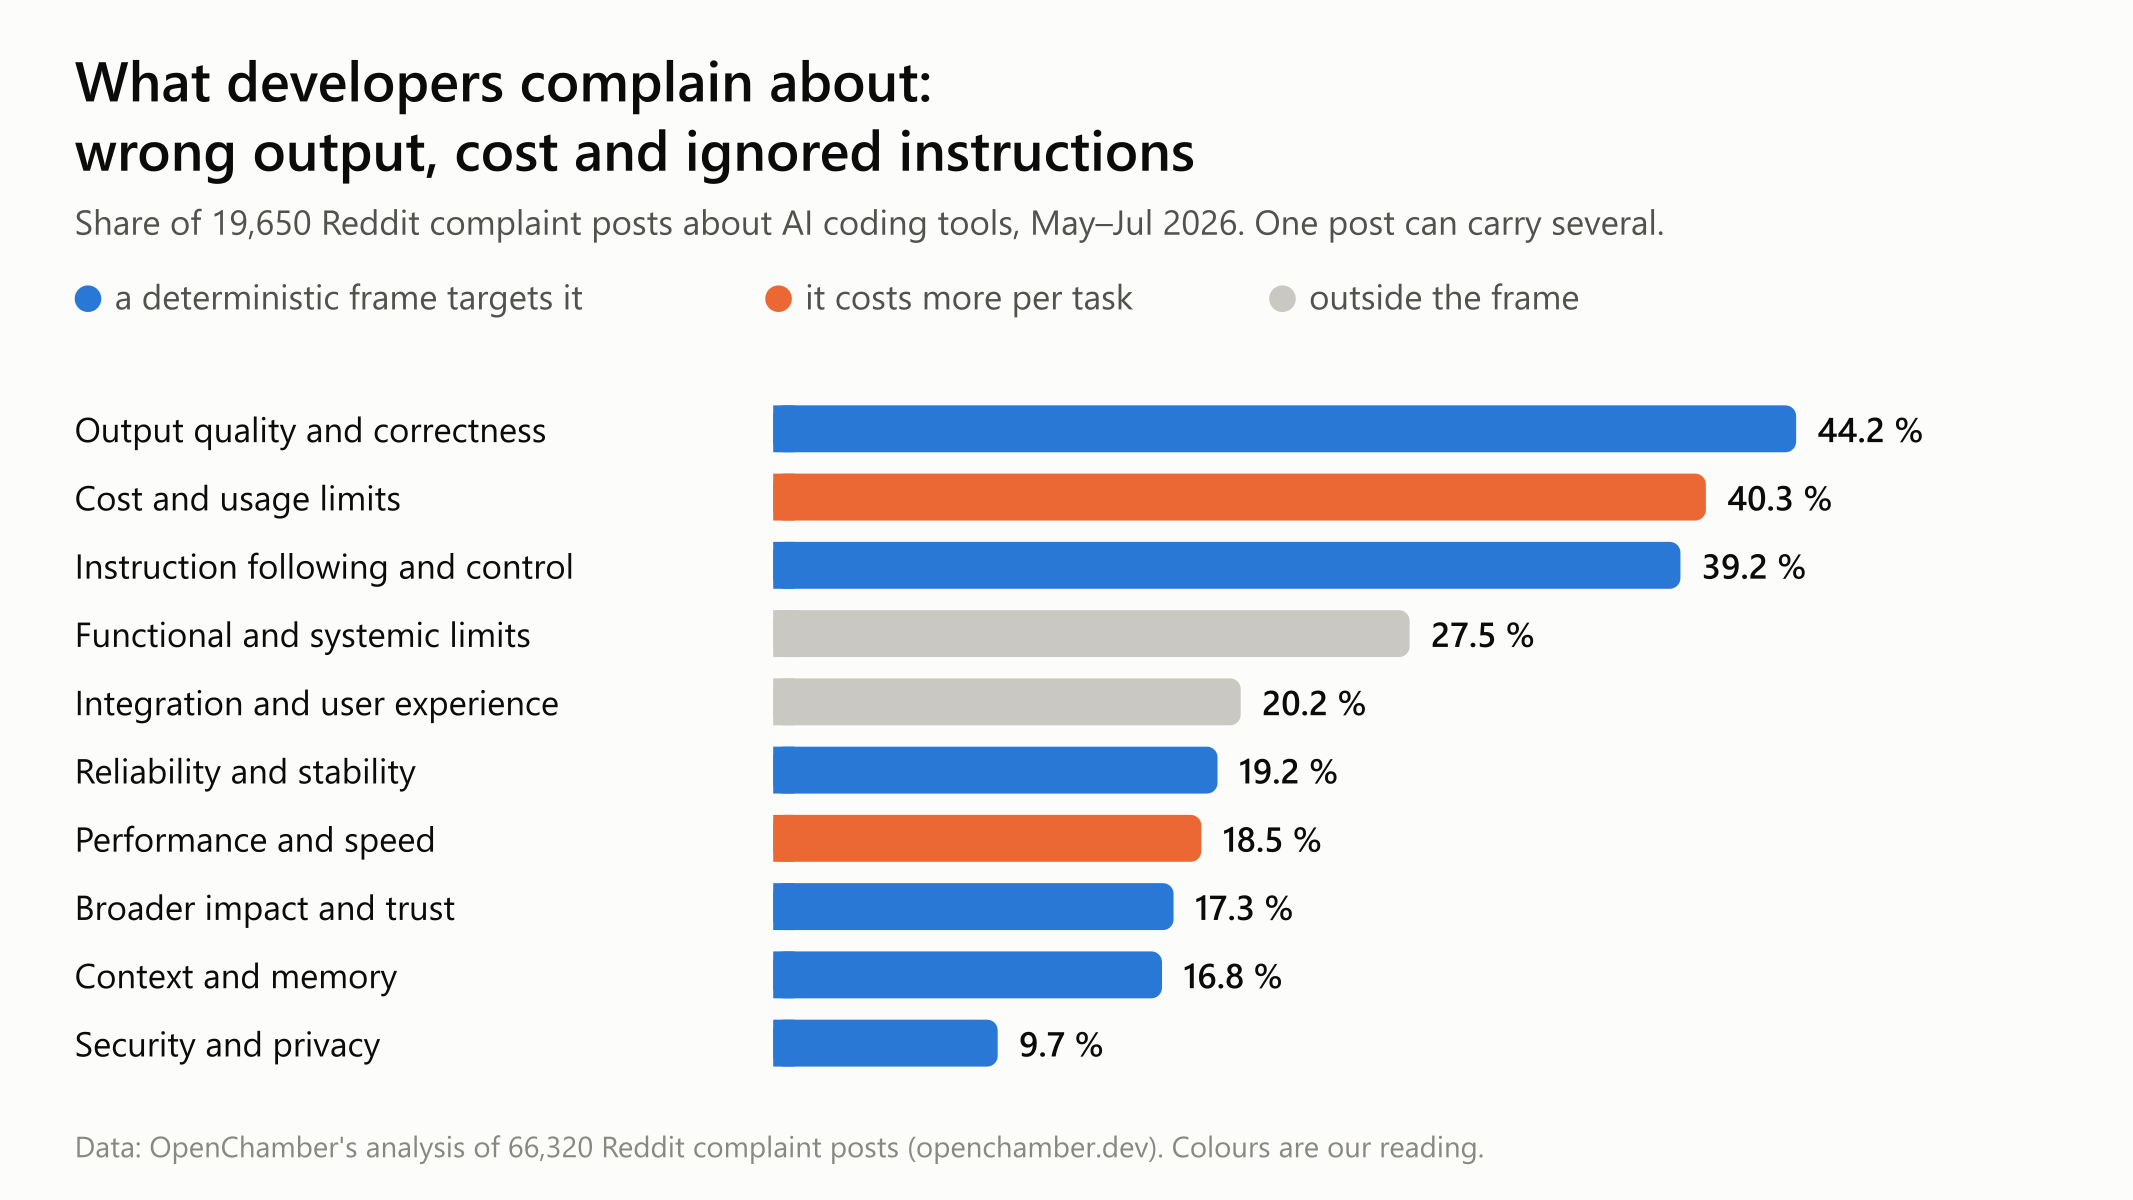 What developers complain about:
wrong output, cost and ignored instructions
Share of 19,650 Reddit complaint posts about AI coding tools, May–Jul 2026. One post can carry several.
a deterministic frame targets it
it costs more per task
outside the frame
Output quality and correctness 44.2 %
Cost and usage limits 40.3 %
Instruction following and control 39.2 %
Functional and systemic limits 27.5 %
Integration and user experience 20.2 %
Reliability and stability 19.2 %
Performance and speed 18.5 %
Broader impact and trust 17.3 %
Context and memory 16.8 %
Security and privacy 9.7 %
Data: OpenChamber's analysis of 66,320 Reddit complaint posts (openchamber.dev). Colours are our reading.